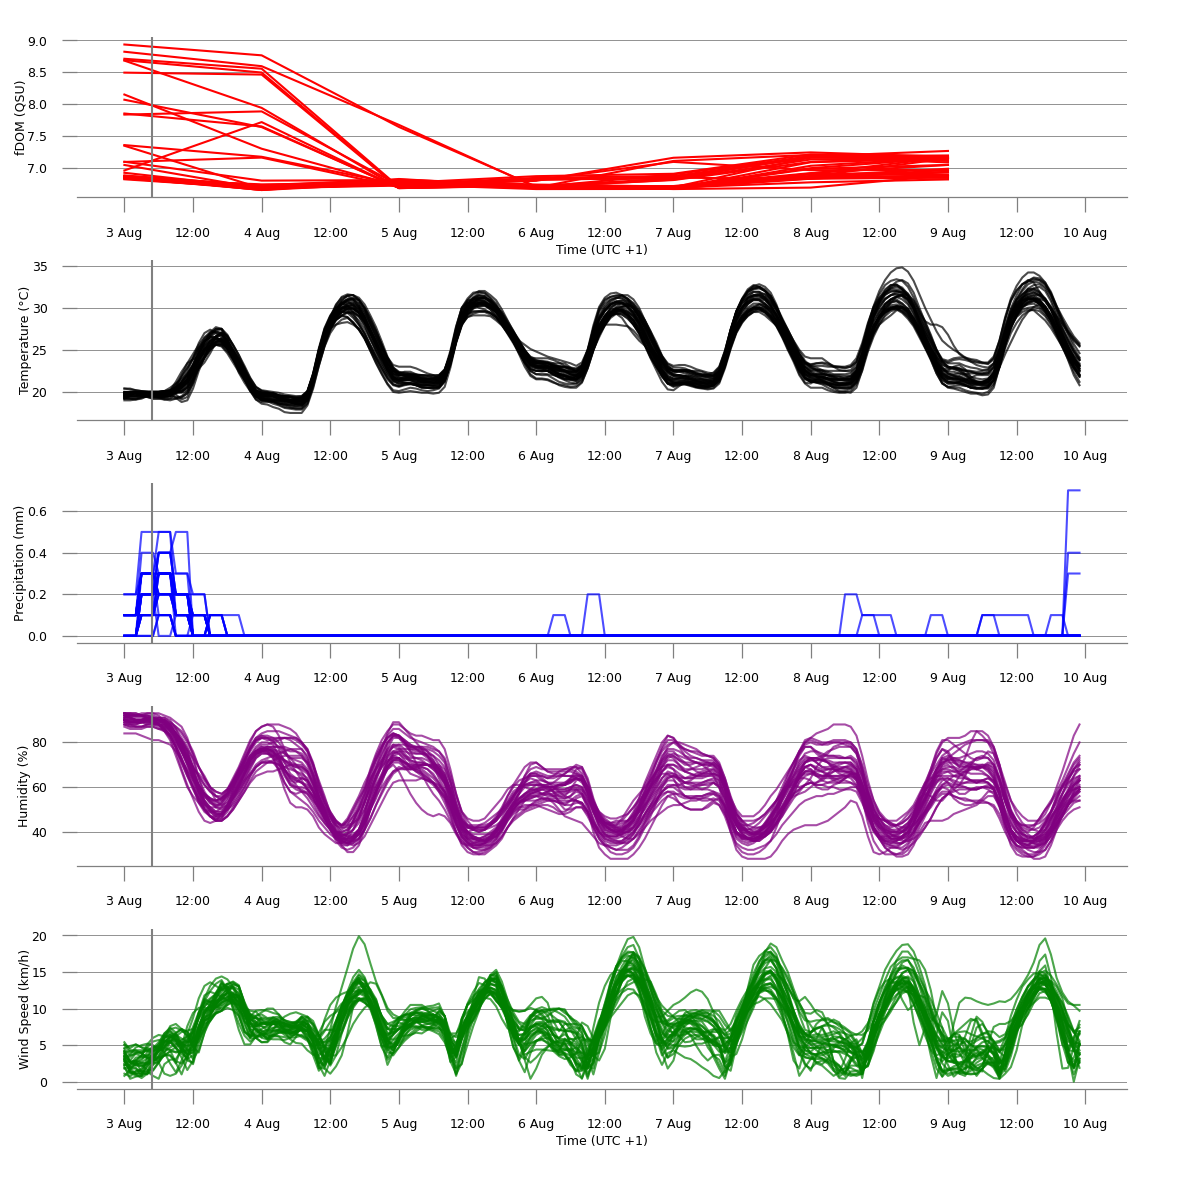 fDOM (QSU)
9.0
8.5
8.0
7.5
7.0
3 Aug 12:00 4 Aug 12:00 5 Aug 12:00 6 Aug 12:00 7 Aug 12:00 8 Aug 12:00 9 Aug 12:00 10 Aug
Time (UTC +1)
Temperature (°C)
35
30
25
20
3 Aug 12:00 4 Aug 12:00 5 Aug 12:00 6 Aug 12:00 7 Aug 12:00 8 Aug 12:00 9 Aug 12:00 10 Aug
Precipitation (mm)
0.6
0.4
0.2
0.0
3 Aug 12:00 4 Aug 12:00 5 Aug 12:00 6 Aug 12:00 7 Aug 12:00 8 Aug 12:00 9 Aug 12:00 10 Aug
Humidity (%)
80
60
40
3 Aug 12:00 4 Aug 12:00 5 Aug 12:00 6 Aug 12:00 7 Aug 12:00 8 Aug 12:00 9 Aug 12:00 10 Aug
Wind Speed (km/h)
20
15
10
5
0
3 Aug 12:00 4 Aug 12:00 5 Aug 12:00 6 Aug 12:00 7 Aug 12:00 8 Aug 12:00 9 Aug 12:00 10 Aug
Time (UTC +1)